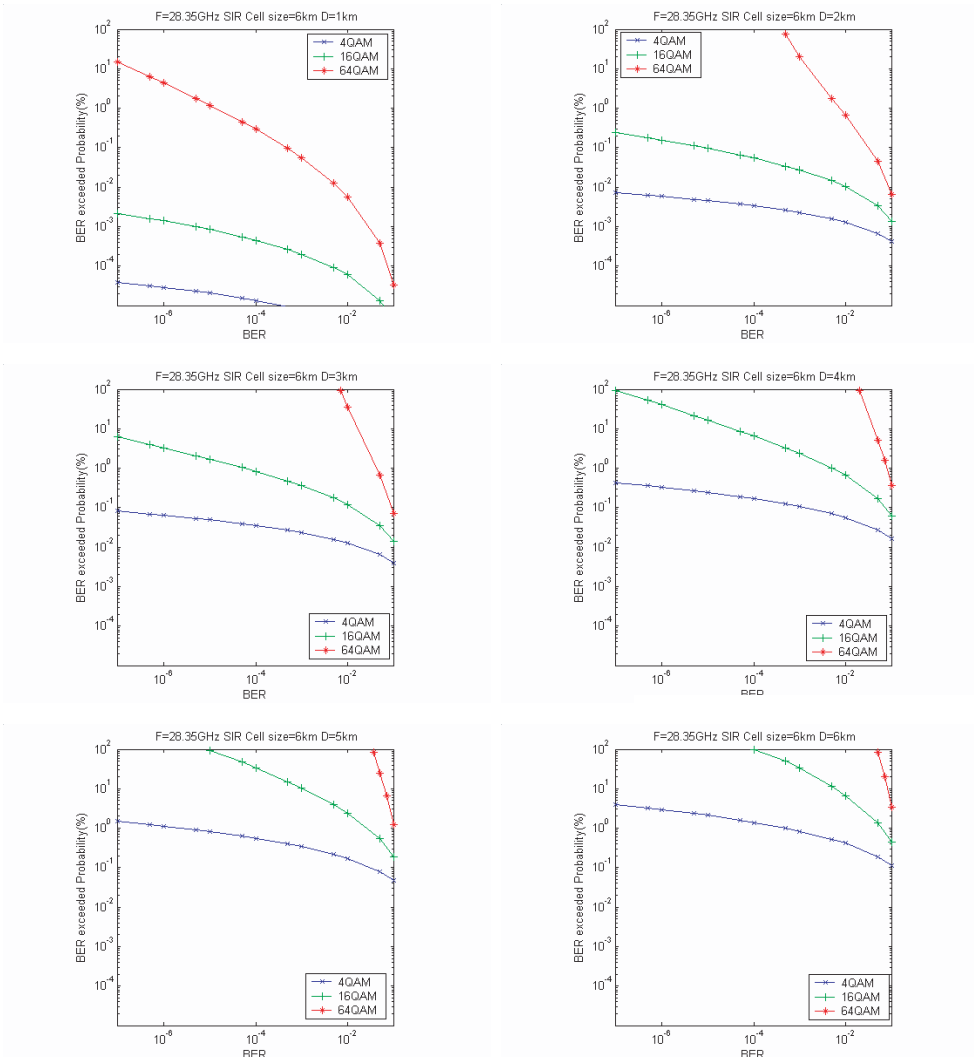 F=28.35GHz SIR Cell size=6km D=1km
BER exceeded Probability(%)
10^2
10^1
10^0
10^-1
10^-2
10^-3
10^-4
4QAM
16QAM
64QAM
10^-6
10^-4
10^-2
BER
F=28.35GHz SIR Cell size=6km D=2km
BER exceeded Probability(%)
10^2
10^1
10^0
10^-1
10^-2
10^-3
10^-4
4QAM
16QAM
64QAM
10^-6
10^-4
10^-2
BER
F=28.35GHz SIR Cell size=6km D=3km
BER exceeded Probability(%)
10^2
10^1
10^0
10^-1
10^-2
10^-3
10^-4
4QAM
16QAM
64QAM
10^-6
10^-4
10^-2
BER
F=28.35GHz SIR Cell size=6km D=4km
BER exceeded Probability(%)
10^2
10^1
10^0
10^-1
10^-2
10^-3
10^-4
4QAM
16QAM
64QAM
10^-6
10^-4
10^-2
BER
F=28.35GHz SIR Cell size=6km D=5km
BER exceeded Probability(%)
10^2
10^1
10^0
10^-1
10^-2
10^-3
10^-4
4QAM
16QAM
64QAM
10^-6
10^-4
10^-2
BER
F=28.35GHz SIR Cell size=6km D=6km
BER exceeded Probability(%)
10^2
10^1
10^0
10^-1
10^-2
10^-3
10^-4
4QAM
16QAM
64QAM
10^-6
10^-4
10^-2
BER